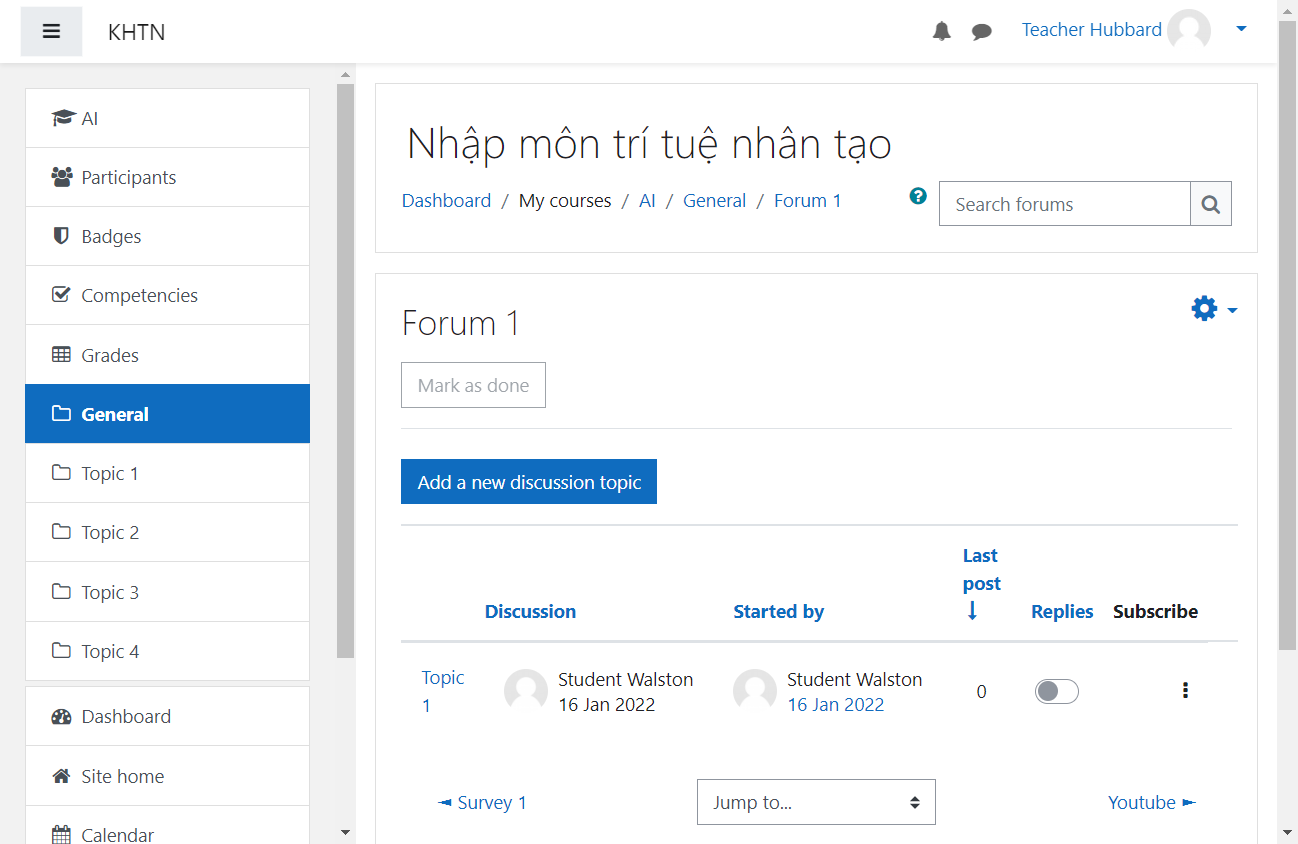 KHTN
Teacher Hubbard
AI
Participants
Badges
Competencies
Grades
General
Topic 1
Topic 2
Topic 3
Topic 4
Dashboard
Site home
Calendar
Nhập môn trí tuệ nhân tạo
Dashboard / My courses / AI / General / Forum 1
Search forums
Forum 1
Mark as done
Add a new discussion topic
Discussion
Started by
Last
post
Replies
Subscribe
Topic
1
Student Walston
16 Jan 2022
Student Walston
16 Jan 2022
0
◄ Survey 1
Jump to...
Youtube ►